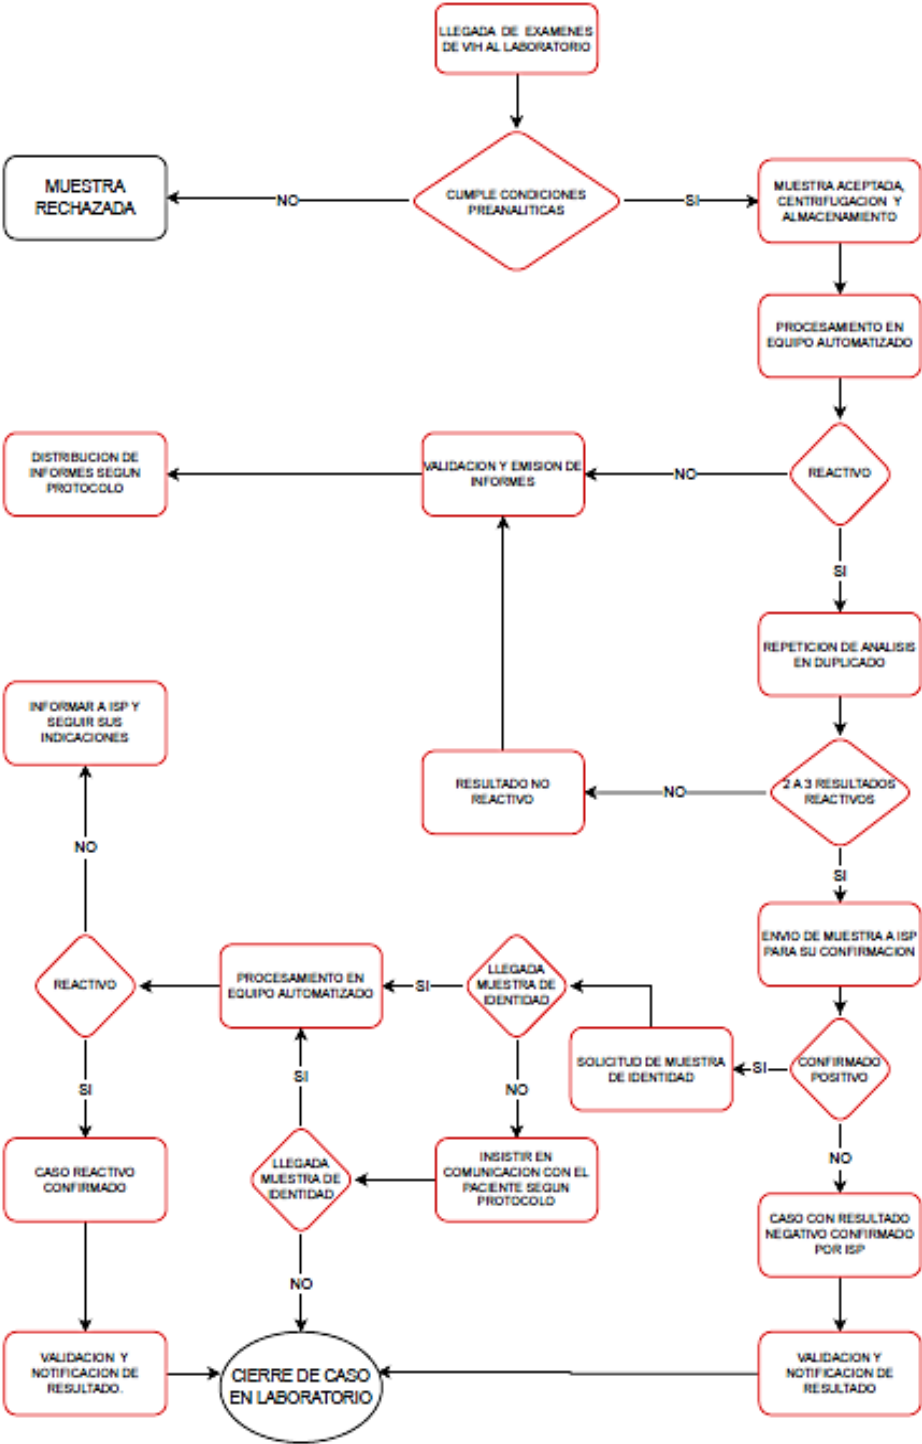 LLEGADA DE EXAMENES
DE VIH AL LABORATORIO
CUMPLE CONDICIONES
PREANALITICAS
NO
MUESTRA
RECHAZADA
SI
MUESTRA ACEPTADA,
CENTRIFUGACION Y
ALMACENAMIENTO
PROCESAMIENTO EN
EQUIPO AUTOMATIZADO
REACTIVO
NO
VALIDACION Y EMISION DE
INFORMES
DISTRIBUCION DE
INFORMES SEGUN
PROTOCOLO
SI
REPETICION DE ANALISIS
EN DUPLICADO
2 A 3 RESULTADOS
REACTIVOS
NO
RESULTADO NO
REACTIVO
SI
ENVIO DE MUESTRA A ISP
PARA SU CONFIRMACION
CONFIRMADO
POSITIVO
SI
SOLICITUD DE MUESTRA
DE IDENTIDAD
LLEGADA
MUESTRA DE
IDENTIDAD
SI
PROCESAMIENTO EN
EQUIPO AUTOMATIZADO
REACTIVO
NO
INFORMAR A ISP Y
SEGUIR SUS
INDICACIONES
SI
CASO REACTIVO
CONFIRMADO
VALIDACION Y
NOTIFICACION DE
RESULTADO.
NO
INSISTIR EN
COMUNICACION CON EL
PACIENTE SEGUN
PROTOCOLO
LLEGADA
MUESTRA DE
IDENTIDAD
SI
NO
CIERRE DE CASO
EN LABORATORIO
NO
CASO CON RESULTADO
NEGATIVO CONFIRMADO
POR ISP
VALIDACION Y
NOTIFICACION DE
RESULTADO